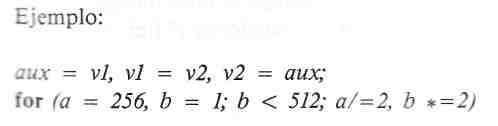 Ejemplo:
aux = v1, v1 = v2, v2 = aux;
for (a = 256, b = 1; b < 512; a/=2, b *=2)